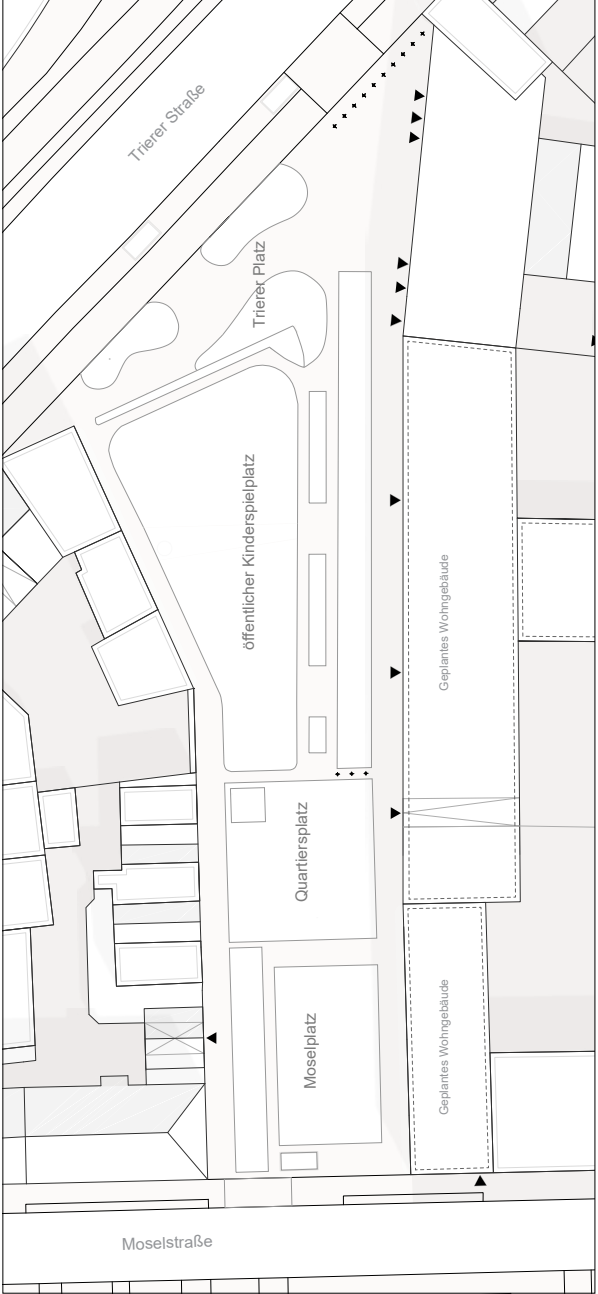 Trierer Straße
Trierer Platz
öffentlicher Kinderspielplatz
Geplantes Wohngebäude
Quartiersplatz
Geplantes Wohngebäude
Moselplatz
Moselstraße